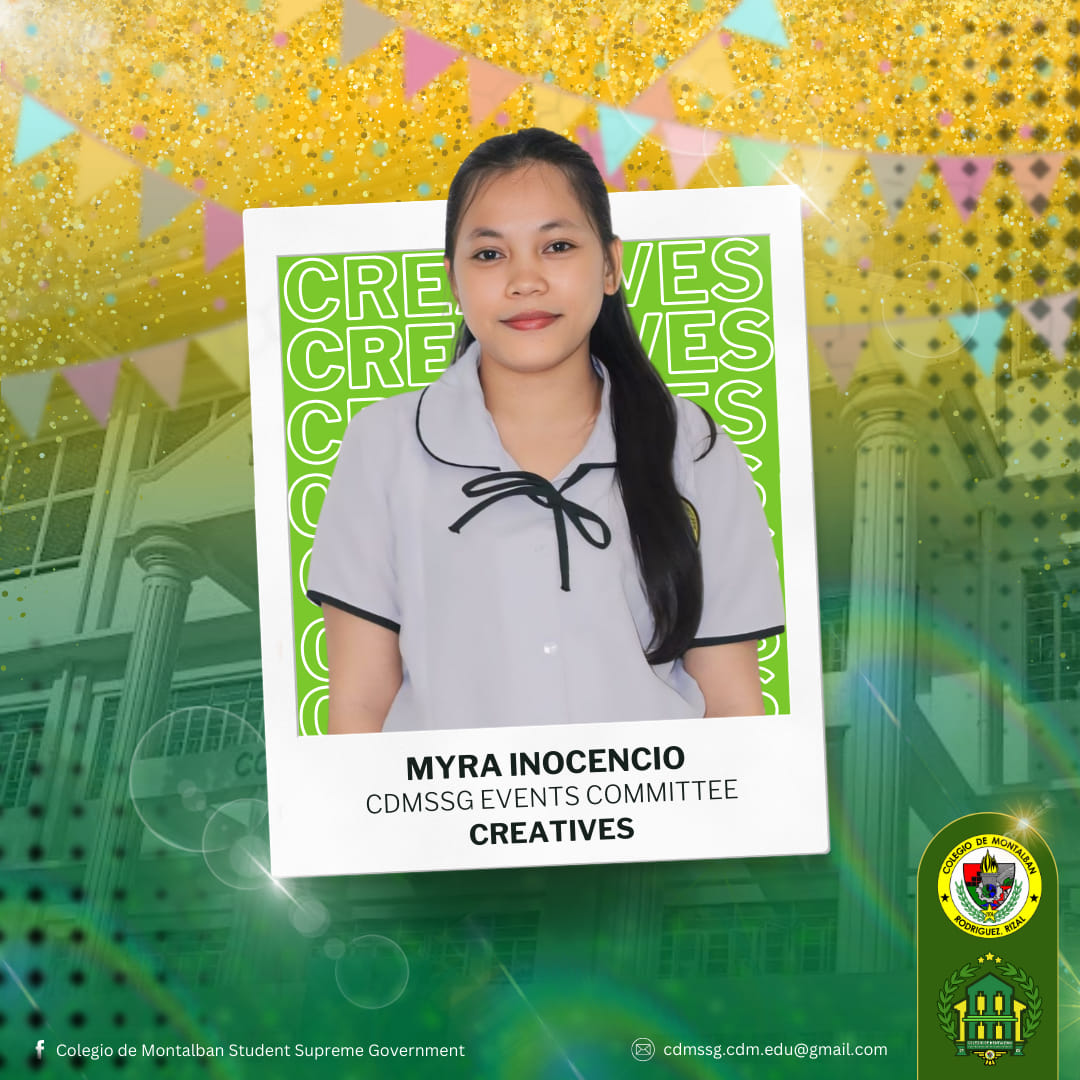 CREATIVES
CREATIVES
MYRA INOCENCIO
CDMSSG EVENTS COMMITTEE
CREATIVES
COLEGIO DE MONTALBAN
RODRIGUEZ, RIZAL
Colegio de Montalban Student Supreme Government
cdmssg.cdm.edu@gmail.com